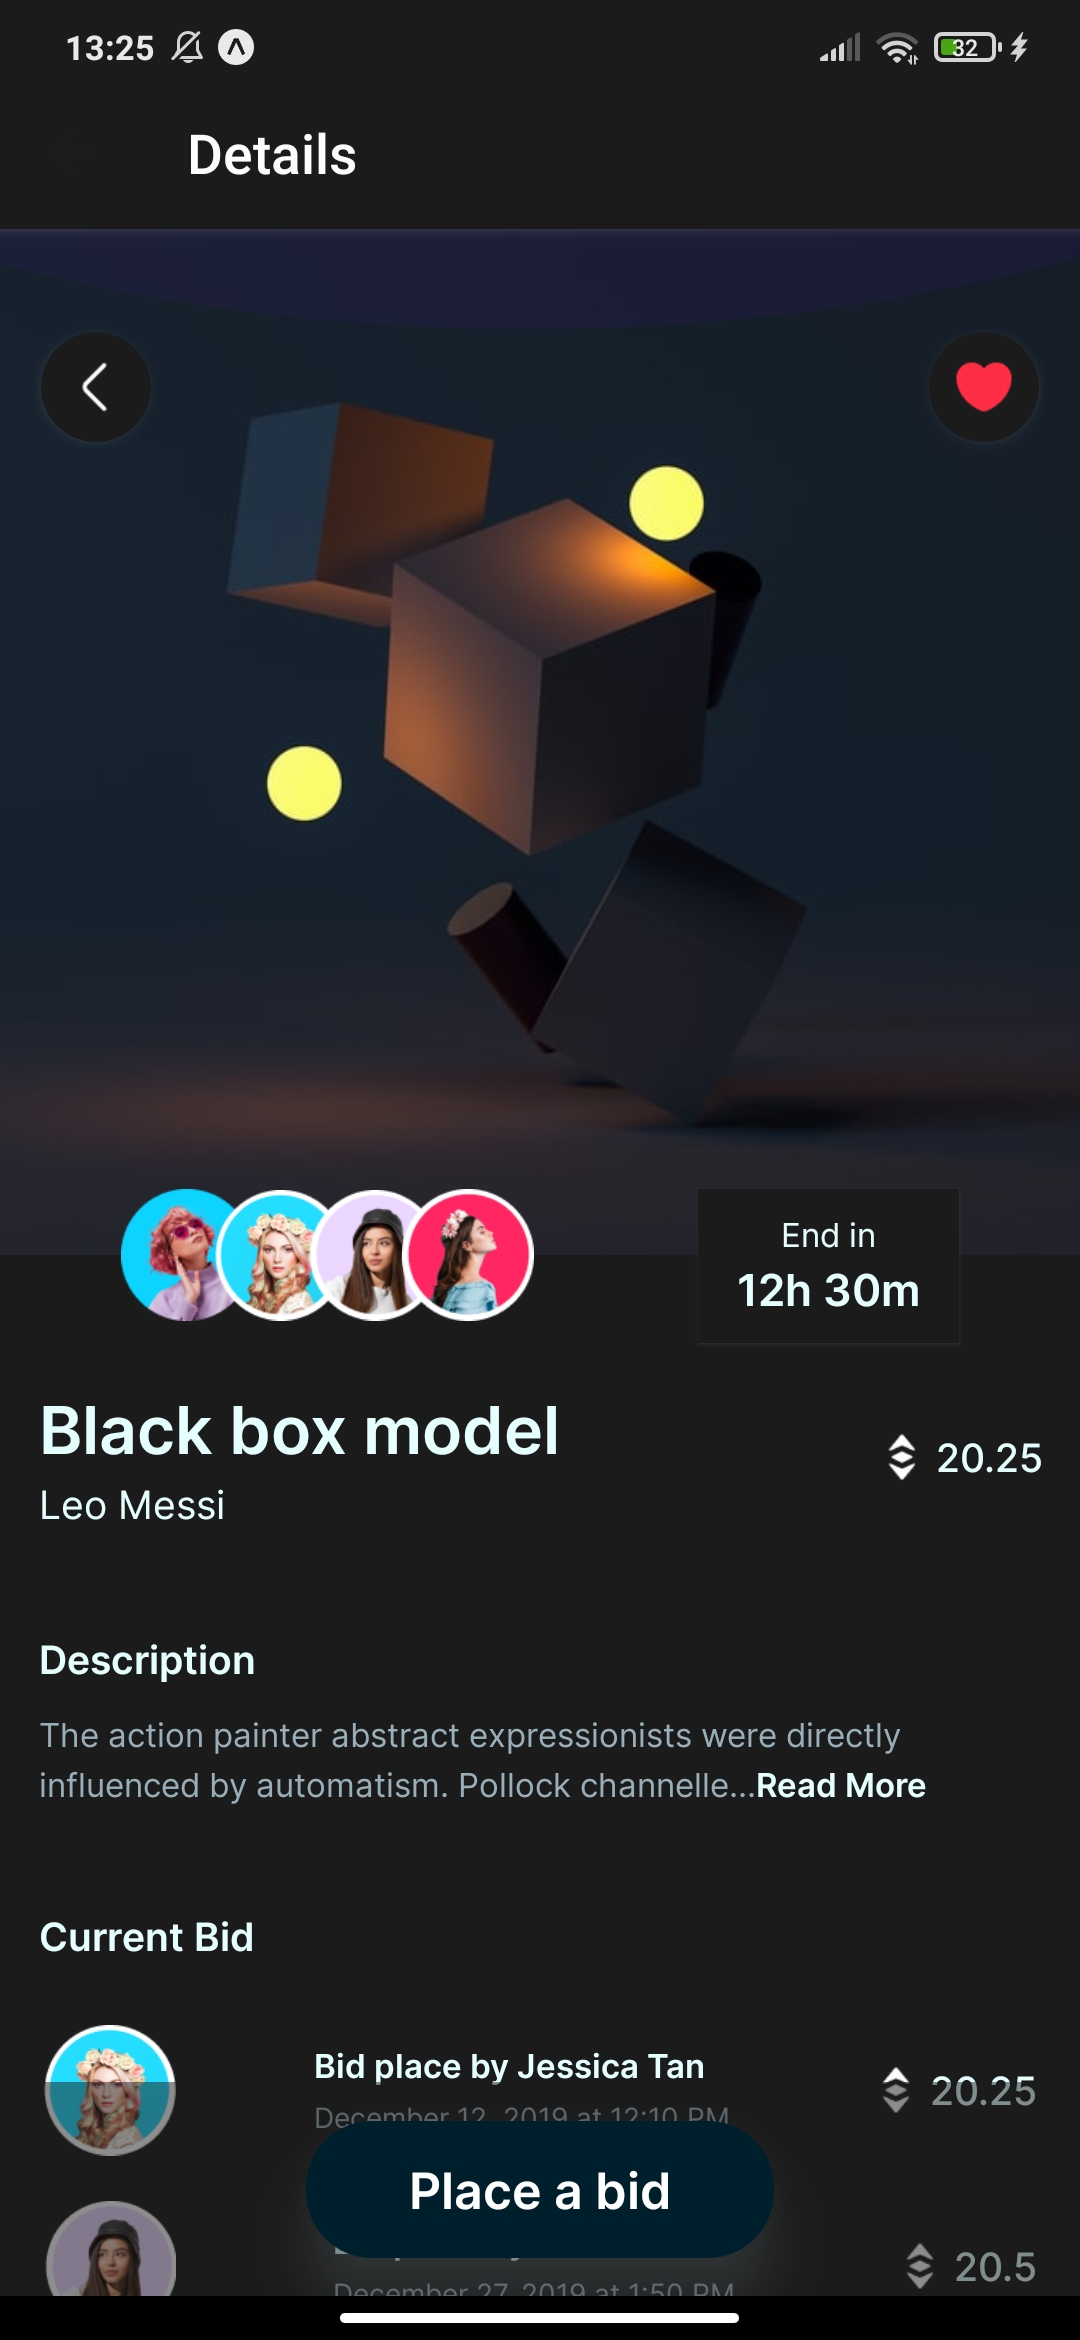 13:25
32
Details
End in
12h 30m
Black box model
20.25
Leo Messi
Description
The action painter abstract expressionists were directly
influenced by automatism. Pollock channelle...Read More
Current Bid
Bid place by Jessica Tan
20.25
December 12, 2019 at 12:10 PM
Place a bid
20.5
December 27, 2019 at 1:50 PM